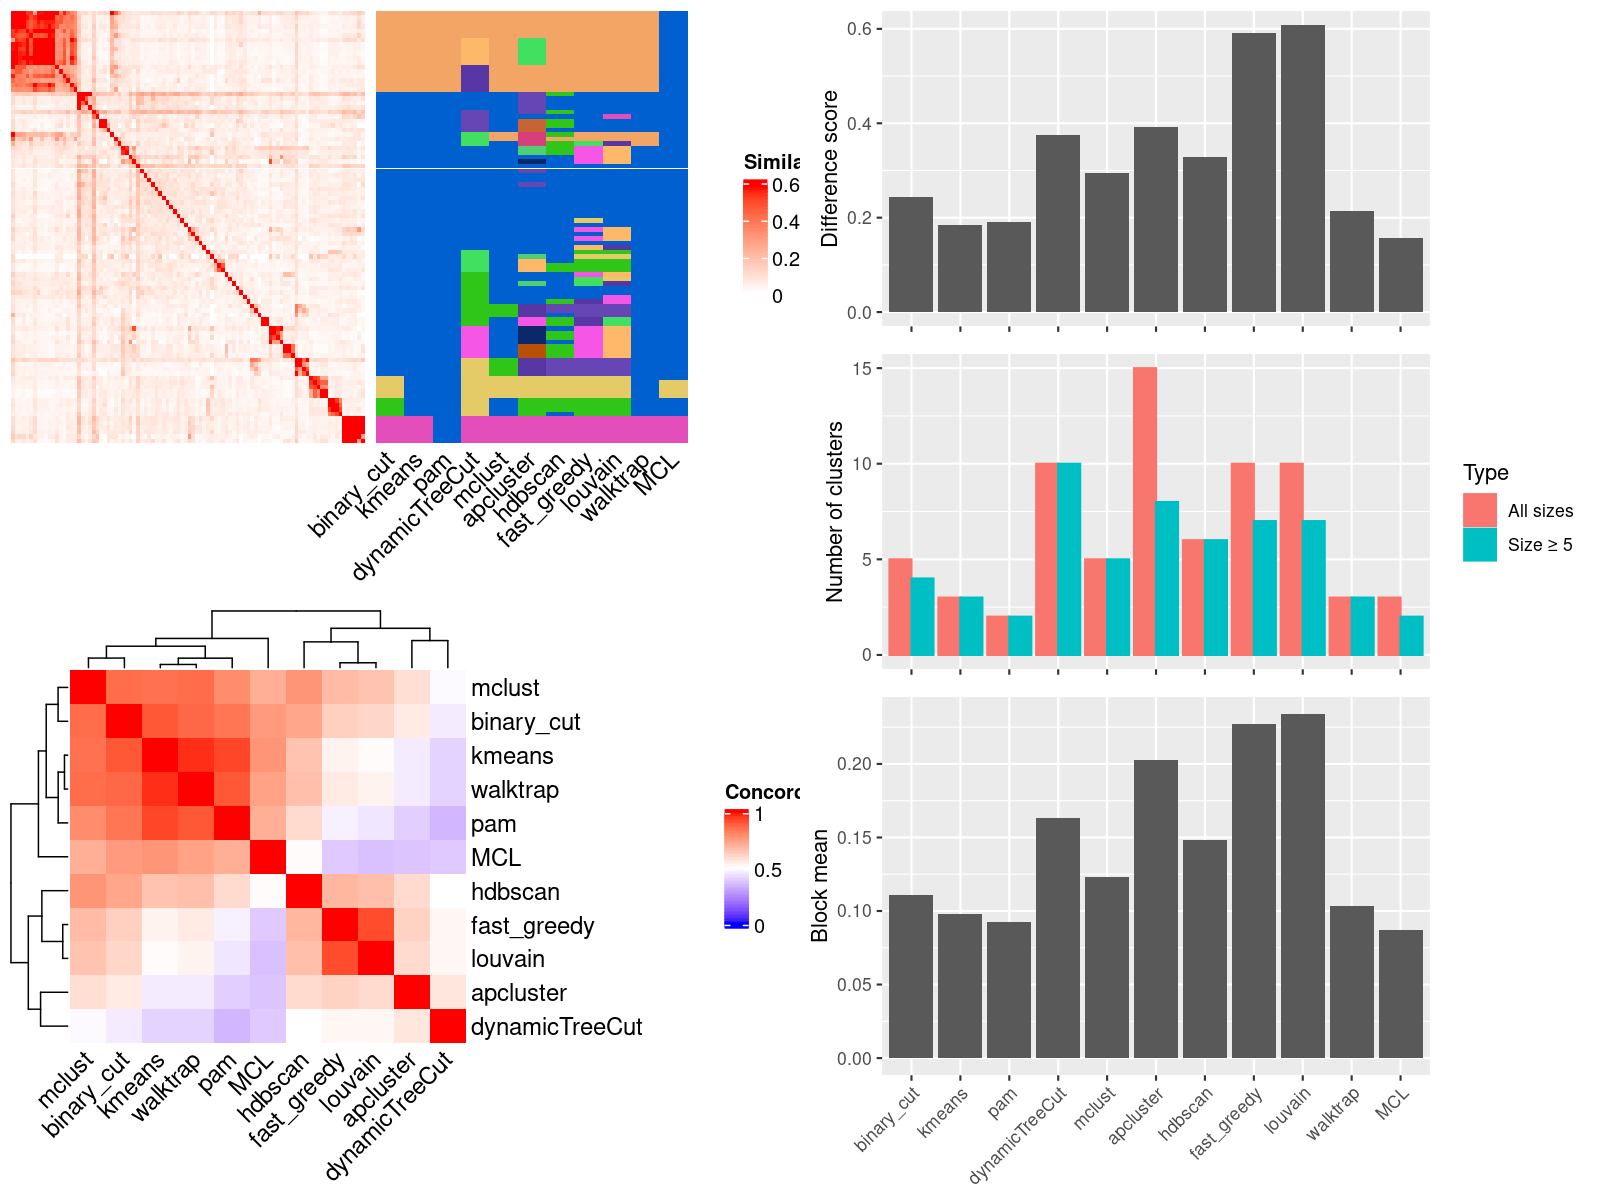 Simila
0.6
0.4
0.2
0
binary_cut
kmeans
pam
dynamicTreeCut
mclust
apcluster
hdbscan
fast_greedy
louvain
walktrap
MCL
mclust
binary_cut
kmeans
walktrap
pam
MCL
hdbscan
fast_greedy
louvain
apcluster
dynamicTreeCut
mclust
binary_cut
kmeans
walktrap
pam
MCL
hdbscan
fast_greedy
louvain
apcluster
dynamicTreeCut
Concord
1
0.5
0
Difference score
0.6
0.4
0.2
0.0
Number of clusters
15
10
5
0
Type
All sizes
Size ≥ 5
Block mean
0.20
0.15
0.10
0.05
0.00
binary_cut
kmeans
pam
dynamicTreeCut
mclust
apcluster
hdbscan
fast_greedy
louvain
walktrap
MCL